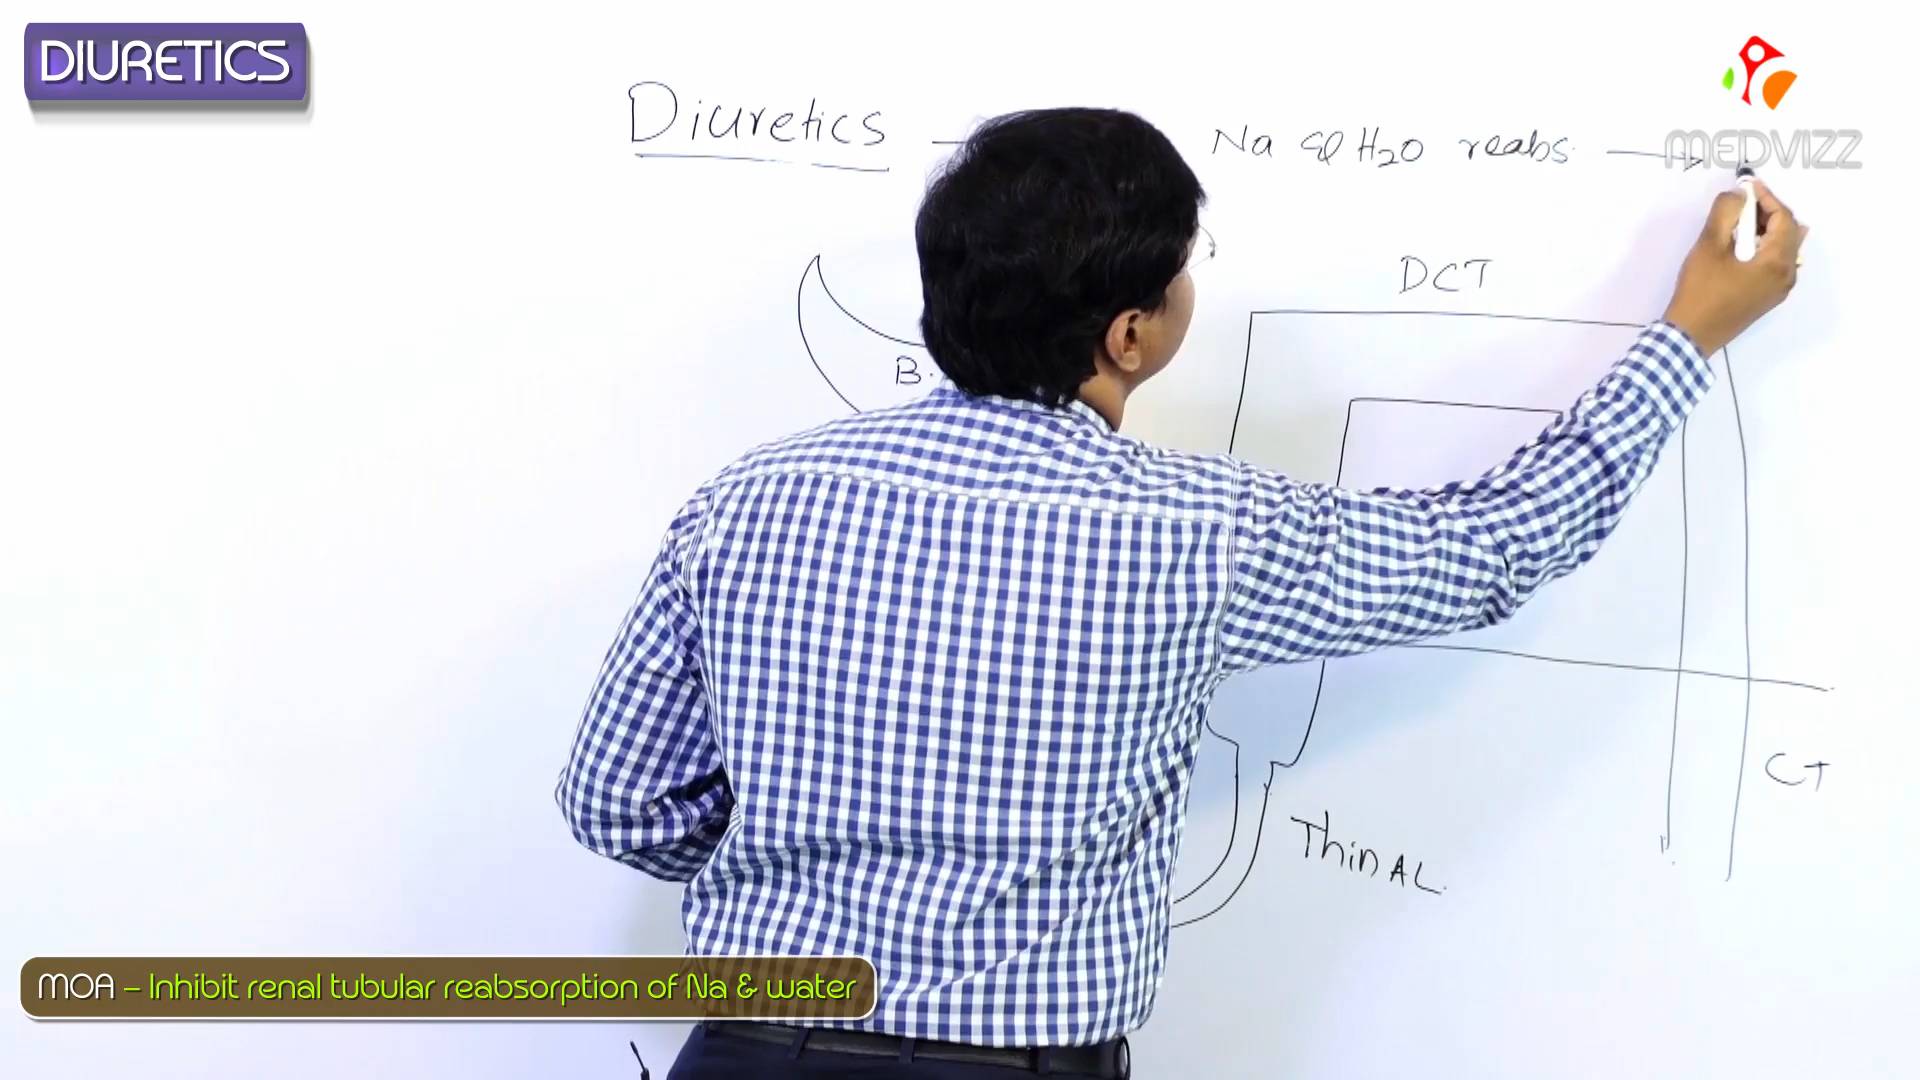 DIURETICS
Diuretics
Na & H2O reabs.
MEDVIZZ
DCT
B.
CT
Thin AL.
MOA – Inhibit renal tubular reabsorption of Na & water